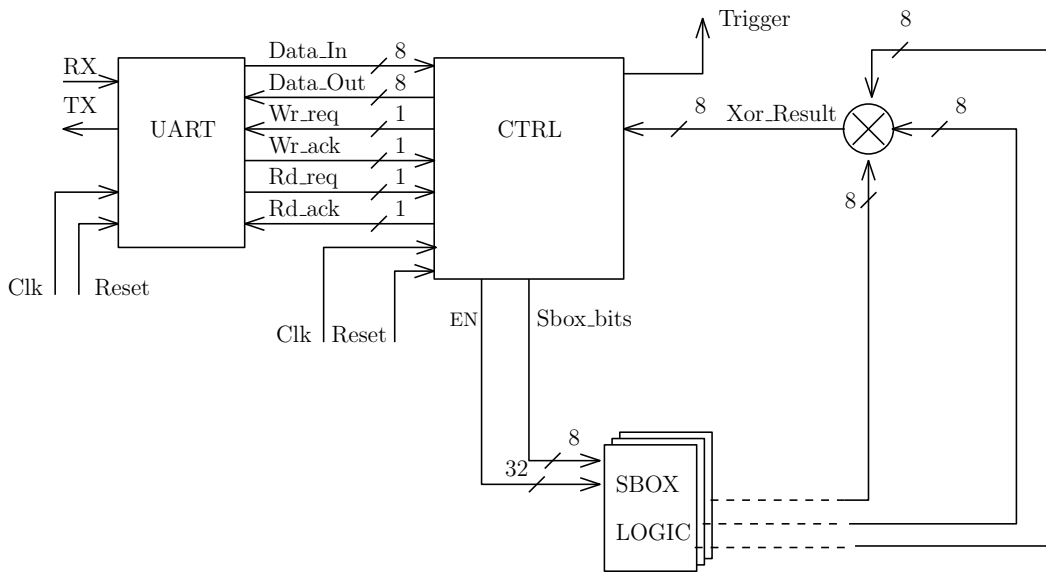 Trigger
8
RX
Data_In
8
TX
Data_Out
8
8
Xor_Result
8
UART
Wr_req
1
CTRL
Wr_ack
1
Rd_req
1
Rd_ack
1
8
Clk
Reset
Clk
Reset
EN
Sbox_bits
8
32
SBOX
LOGIC